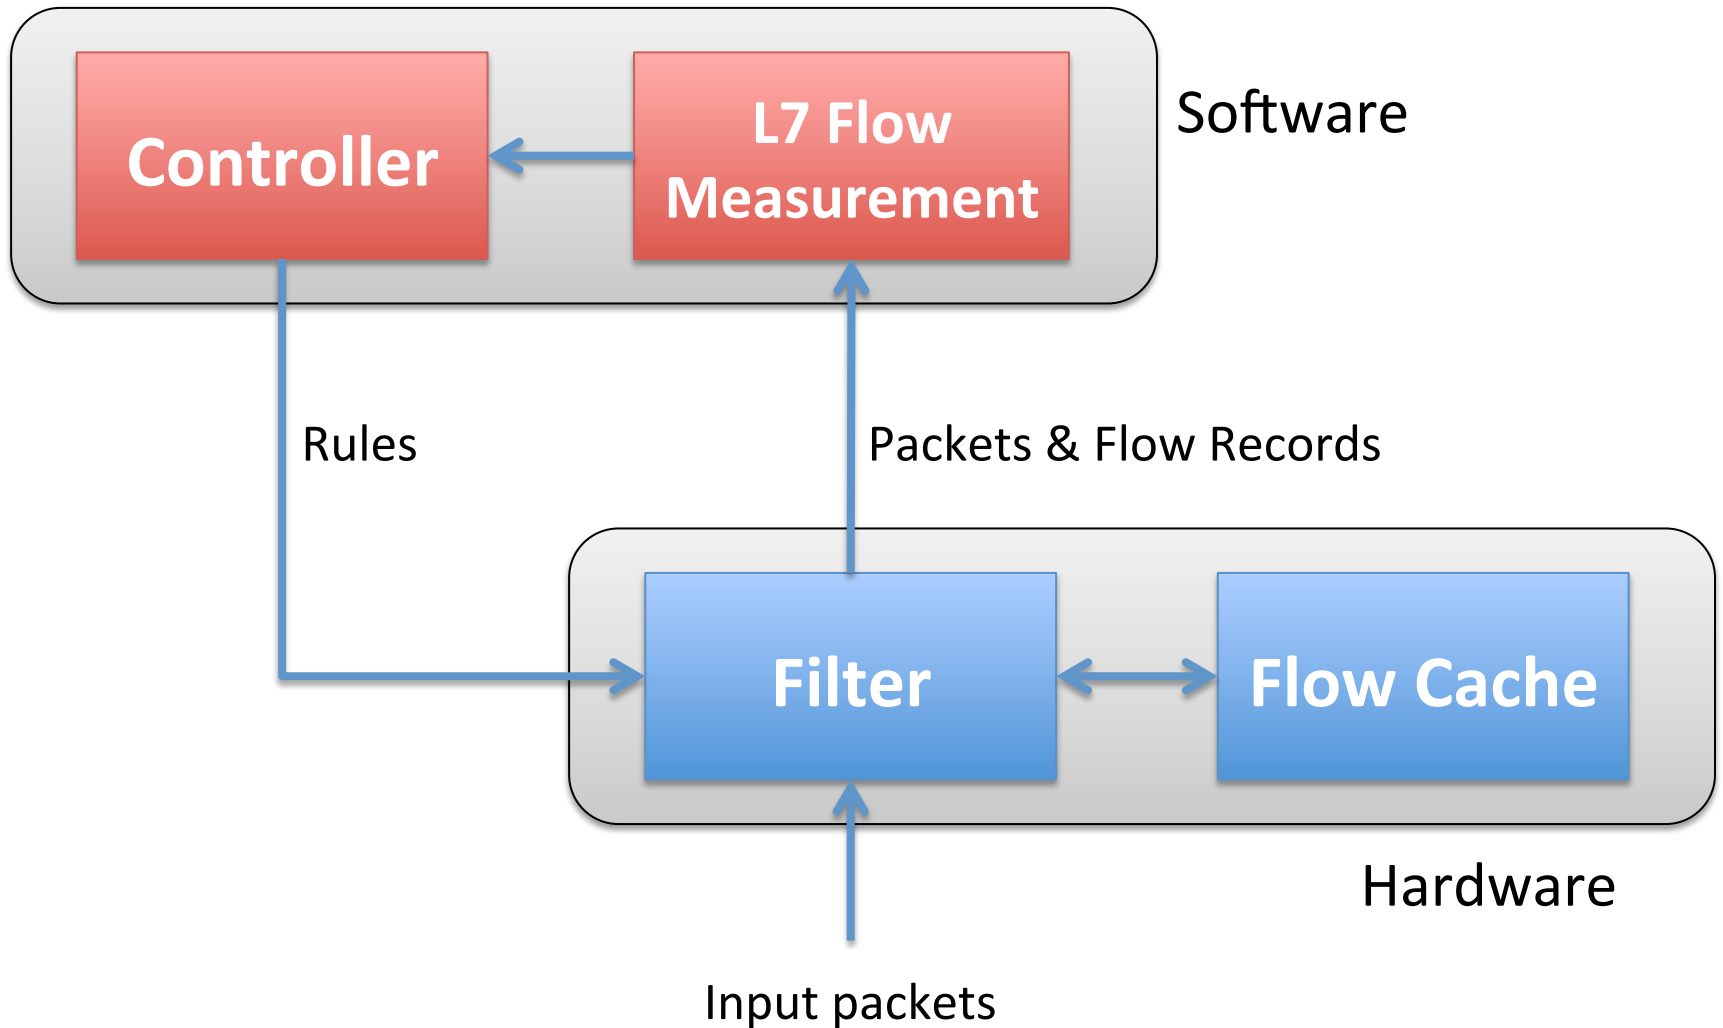 Controller
L7 Flow
Measurement
Software
Rules
Packets & Flow Records
Filter
Flow Cache
Hardware
Input packets